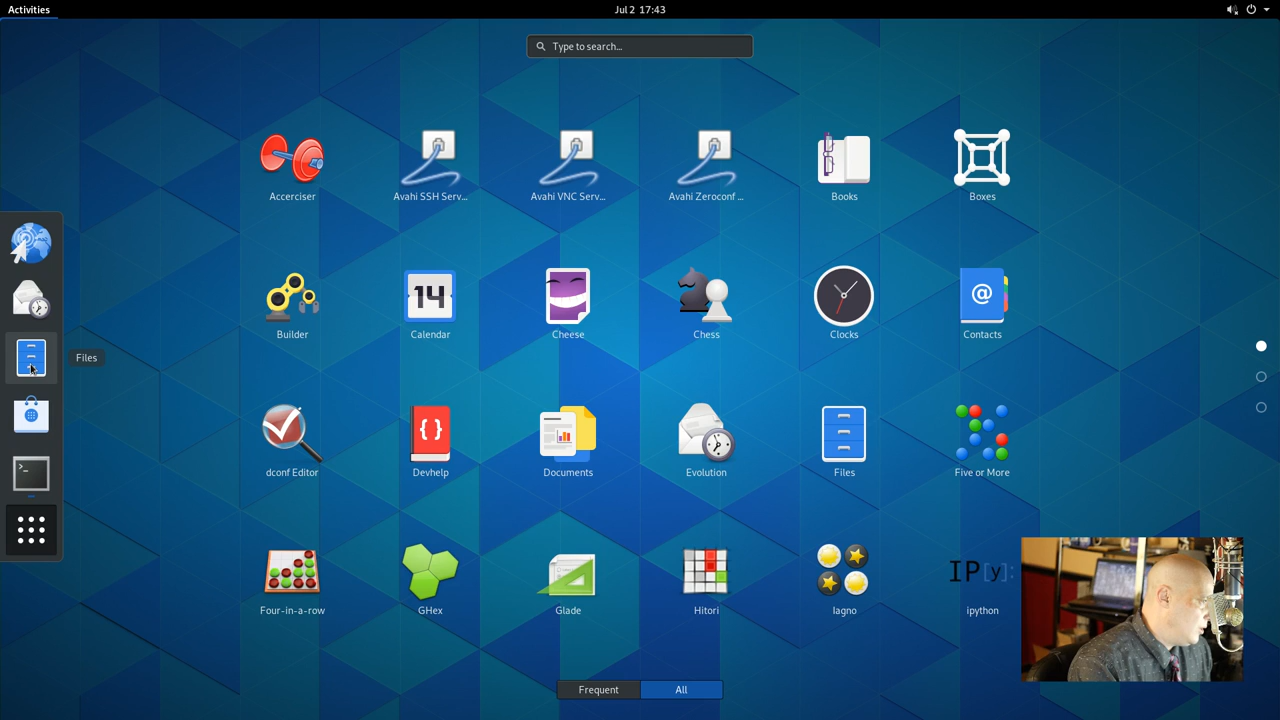 Activities
Jul 2 17:43
Type to search...
Accerciser
Avahi SSH Serv...
Avahi VNC Serv...
Avahi Zeroconf ...
Books
Boxes
Builder
14
Calendar
Cheese
Chess
Clocks
@
Contacts
Files
dconf Editor
{ }
Devhelp
Documents
Evolution
Files
Five or More
>_
Four-in-a-row
GHex
Glade
Hitori
Iagno
IP[y]:
ipython
Frequent
All